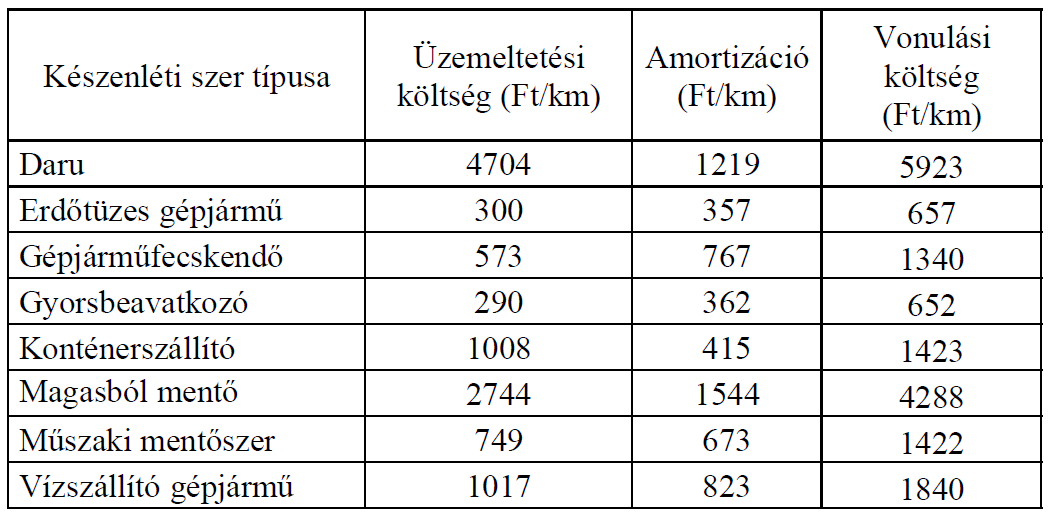 Készenléti szer típusa
Üzemeltetési
költség (Ft/km)
Amortizáció
(Ft/km)
Vonulási
költség
(Ft/km)
Daru 4704 1219 5923
Erdőtüzes gépjármű 300 357 657
Gépjárműfecskendő 573 767 1340
Gyorsbeavatkozó 290 362 652
Konténerszállító 1008 415 1423
Magasból mentő 2744 1544 4288
Műszaki mentőszer 749 673 1422
Vízszállító gépjármű 1017 823 1840